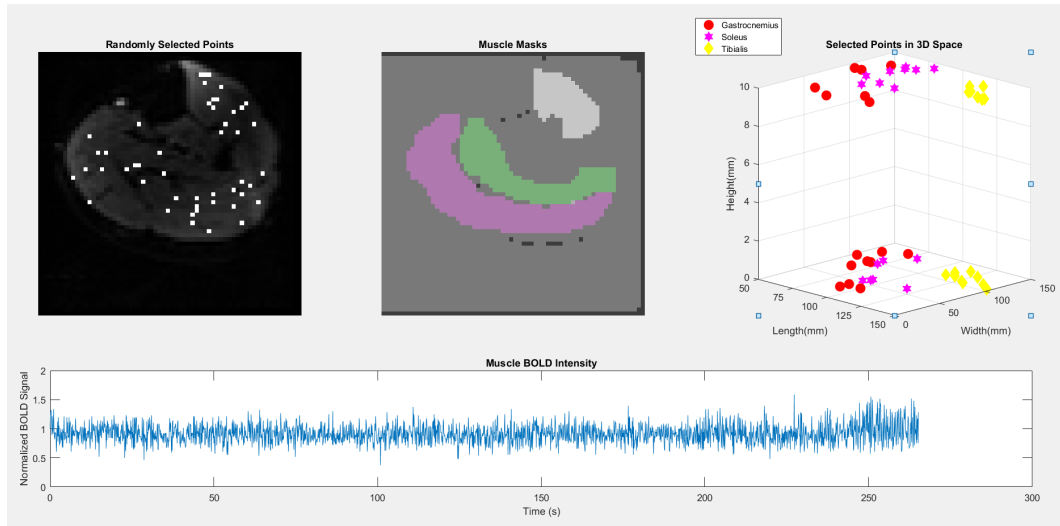 Randomly Selected Points
Muscle Masks
Gastrocnemius
Soleus
Tibialis
Selected Points in 3D Space
10
8
6
4
2
0
Height(mm)
50
75
100
125
150
Length(mm)
0
50
100
150
Width(mm)
Muscle BOLD Intensity
2
1.5
1
0.5
0
Normalized BOLD Signal
0
50
100
150
200
250
300
Time (s)